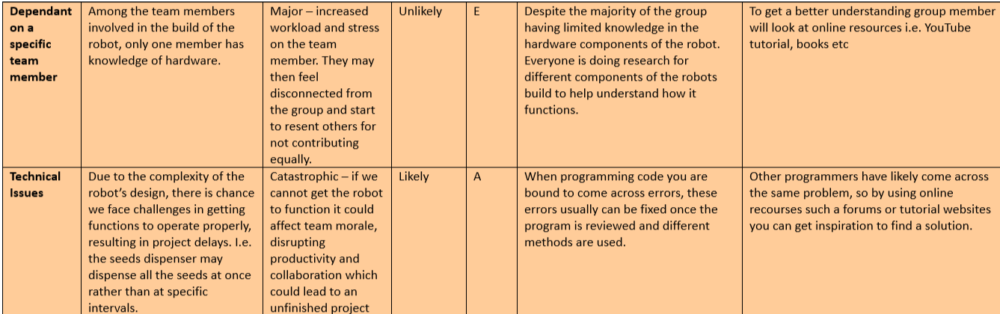 Dependant
on a
specific
team
member
Among the team members
involved in the build of the
robot, only one member has
knowledge of hardware.
Major – increased
workload and stress
on the team
member. They may
then feel
disconnected from
the group and start
to resent others for
not contributing
equally.
Unlikely
E
Despite the majority of the group
having limited knowledge in the
hardware components of the robot.
Everyone is doing research for
different components of the robots
build to help understand how it
functions.
To get a better understanding group member
will look at online resources i.e. YouTube
tutorial, books etc
Technical
Issues
Due to the complexity of the
robot's design, there is chance
we face challenges in getting
functions to operate properly,
resulting in project delays. I.e.
the seeds dispenser may
dispense all the seeds at once
rather than at specific
intervals.
Catastrophic – if we
cannot get the robot
to function it could
affect team morale,
disrupting
productivity and
collaboration which
could lead to an
unfinished project
Likely
A
When programming code you are
bound to come across errors, these
errors usually can be fixed once the
program is reviewed and different
methods are used.
Other programmers have likely come across
the same problem, so by using online
recourses such a forums or tutorial websites
you can get inspiration to find a solution.